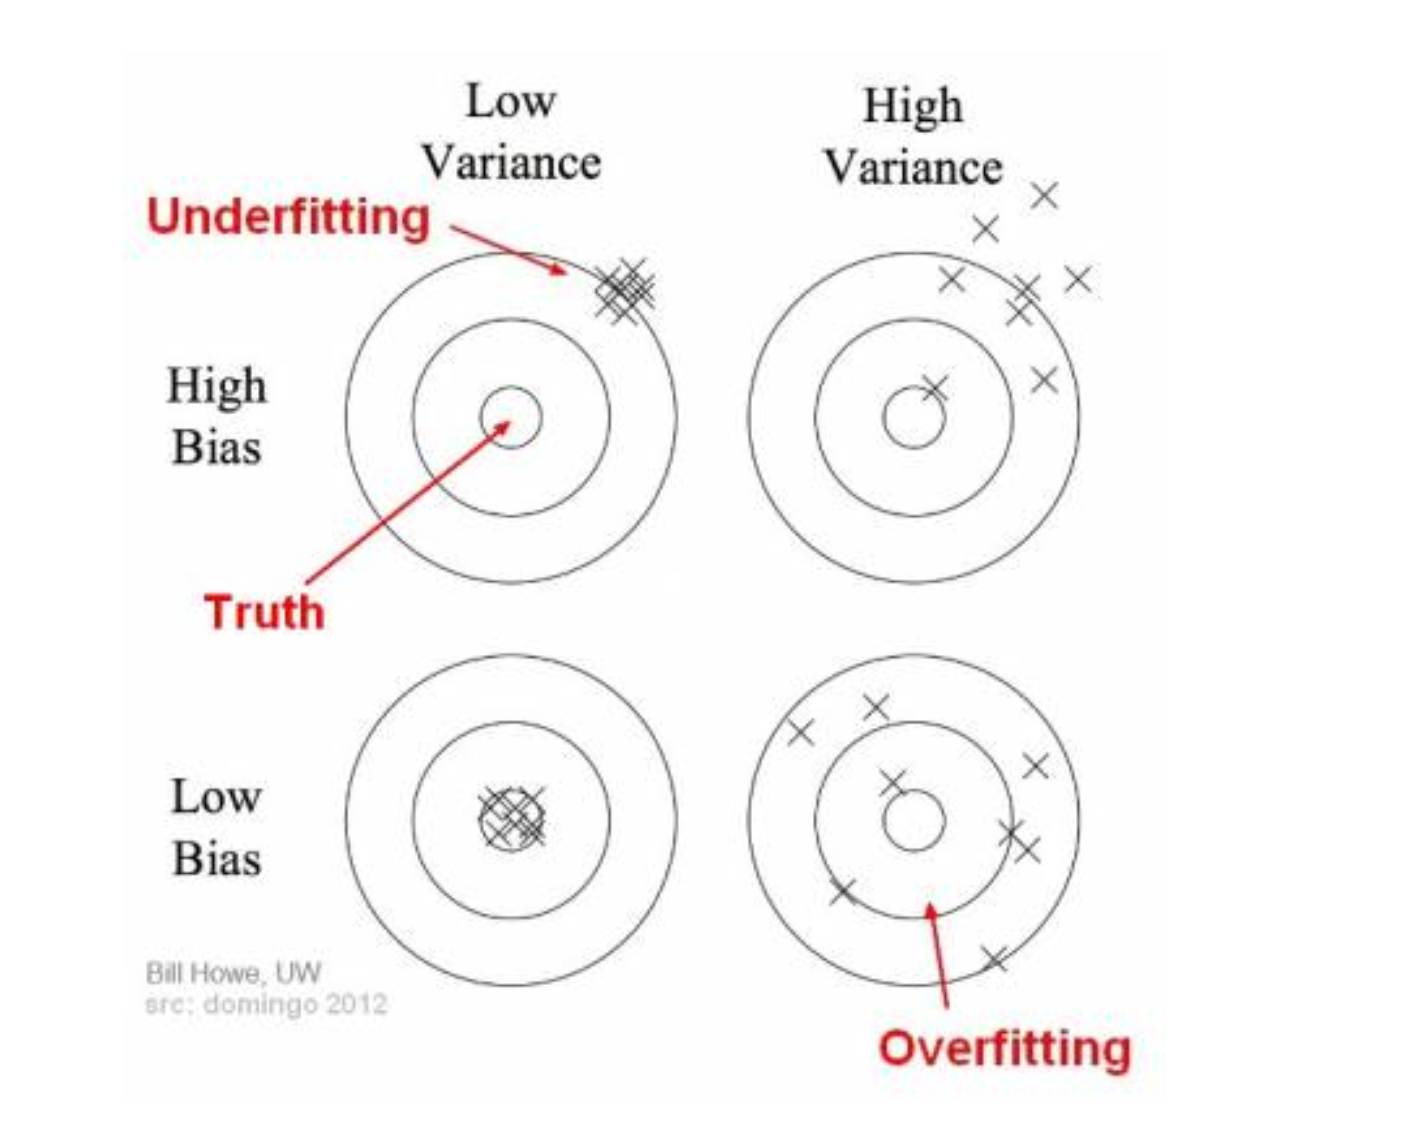 Low
Variance
High
Variance
Underfitting
High
Bias
Truth
Low
Bias
Bill Howe, UW
src: domingo 2012
Overfitting